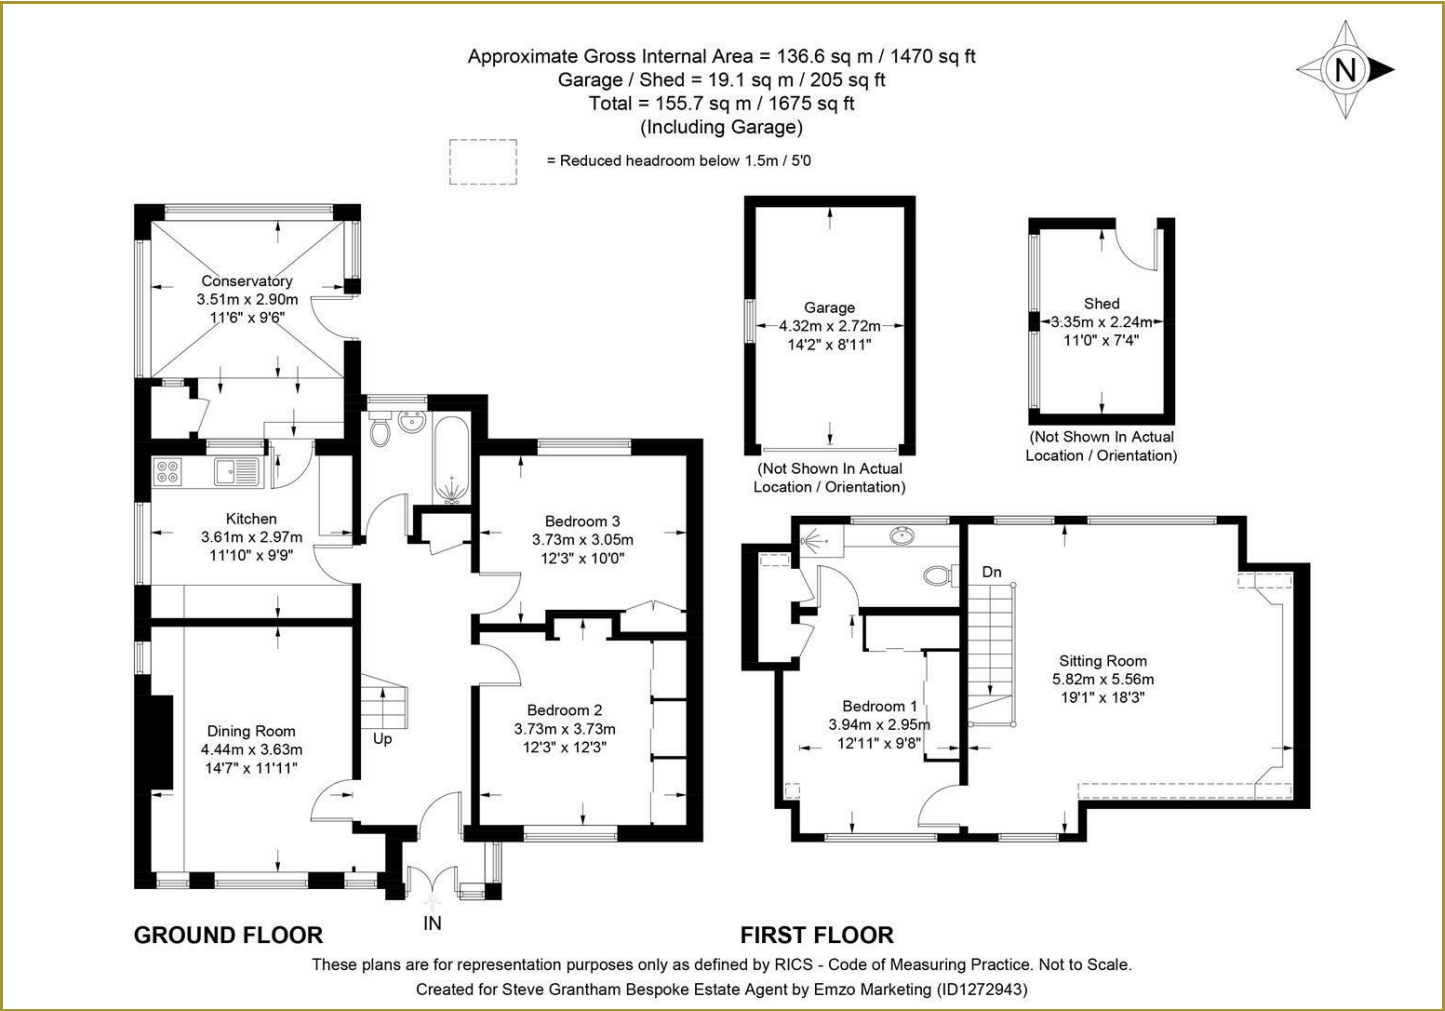 Approximate Gross Internal Area = 136.6 sq m / 1470 sq ft
Garage / Shed = 19.1 sq m / 205 sq ft
Total = 155.7 sq m / 1675 sq ft
(Including Garage)
N
= Reduced headroom below 1.5m / 5'0
Conservatory
3.51m x 2.90m
11'6" x 9'6"
Garage
4.32m x 2.72m
14'2" x 8'11"
(Not Shown In Actual
Location / Orientation)
Shed
3.35m x 2.24m
11'0" x 7'4"
(Not Shown In Actual
Location / Orientation)
Kitchen
3.61m x 2.97m
11'10" x 9'9"
Bedroom 3
3.73m x 3.05m
12'3" x 10'0"
Dining Room
4.44m x 3.63m
14'7" x 11'11"
Up
Bedroom 2
3.73m x 3.73m
12'3" x 12'3"
IN
Dn
Sitting Room
5.82m x 5.56m
19'1" x 18'3"
Bedroom 1
3.94m x 2.95m
12'11" x 9'8"
GROUND FLOOR
FIRST FLOOR
These plans are for representation purposes only as defined by RICS - Code of Measuring Practice. Not to Scale.
Created for Steve Grantham Bespoke Estate Agent by Emzo Marketing (ID1272943)